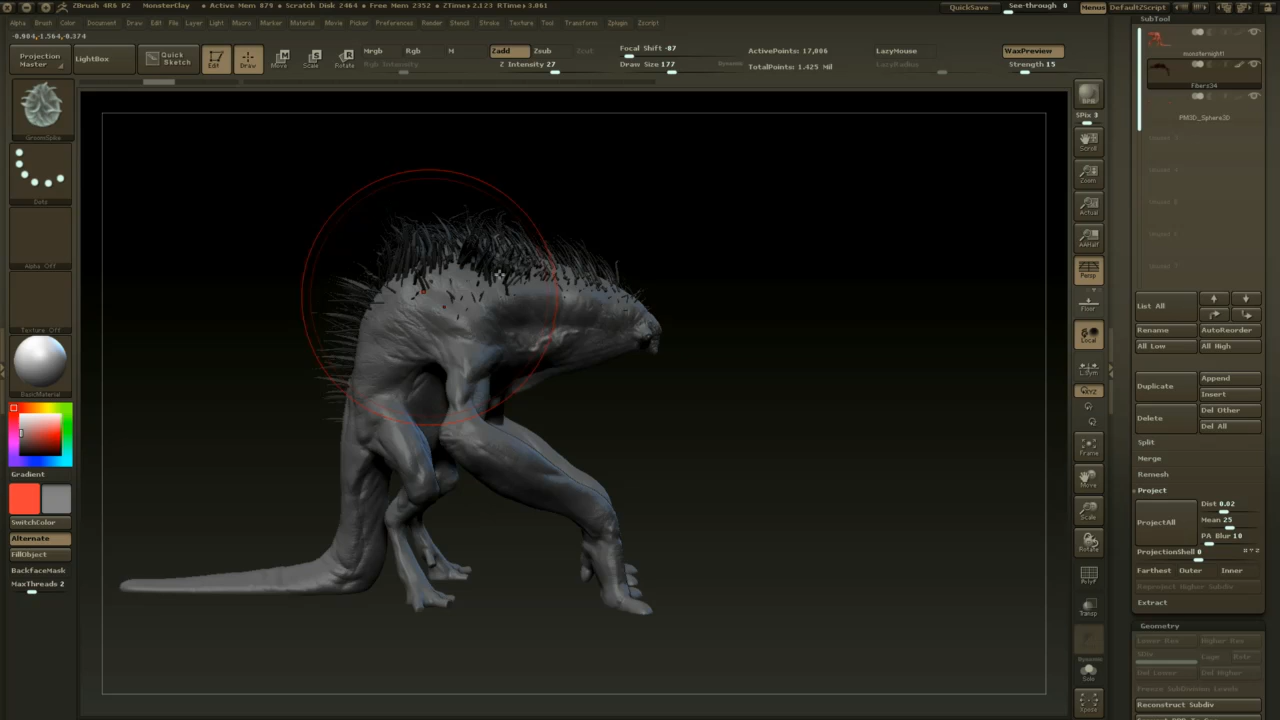 ZBrush 4R6 P2 MonsterClay ● Active Mem 879 ● Scratch Disk 2464 ● Free Mem 2352 ● ZTime▸2.123 RTime▸3.061 QuickSave See-through 0 Menus DefaultZScript
Alpha Brush Color Document Draw Edit File Layer Light Macro Marker Material Movie Picker Preferences Render Stencil Stroke Texture Tool Transform Zplugin Zscript
-0.904,-1.564,-0.374
Projection Master
LightBox
Quick Sketch
Edit
Draw
Move
Scale
Rotate
Mrgb Rgb M
Rgb Intensity
Zadd Zsub Zcut
Z Intensity 27
Focal Shift -87
Draw Size 177
Dynamic
ActivePoints: 17,006
TotalPoints: 1.425 Mil
LazyMouse
LazyRadius
WaxPreview
Strength 15
GroomSpike
Dots
Alpha Off
Texture Off
BasicMaterial
Gradient
SwitchColor
Alternate
FillObject
BackfaceMask
MaxThreads 2
BPR
SPix 3
Scroll
Zoom
Actual
AAHalf
Persp
Floor
Local
L.Sym
XYZ
Frame
Move
Scale
Rotate
PolyF
Transp
Dynamic
Solo
Xpose
SubTool
monsternight1
Fibers34
PM3D_Sphere3D
List All
Rename AutoReorder
All Low All High
Duplicate Append
Insert
Delete Del Other
Del All
Split
Merge
Remesh
Project
ProjectAll
Dist 0.02
Mean 25
PA Blur 10
ProjectionShell 0
Farthest Outer Inner
Reproject Higher Subdiv
Extract
Geometry
Lower Res Higher Res
SDiv
Cage Rstr
Del Lower Del Higher
Freeze SubDivision Levels
Reconstruct Subdiv